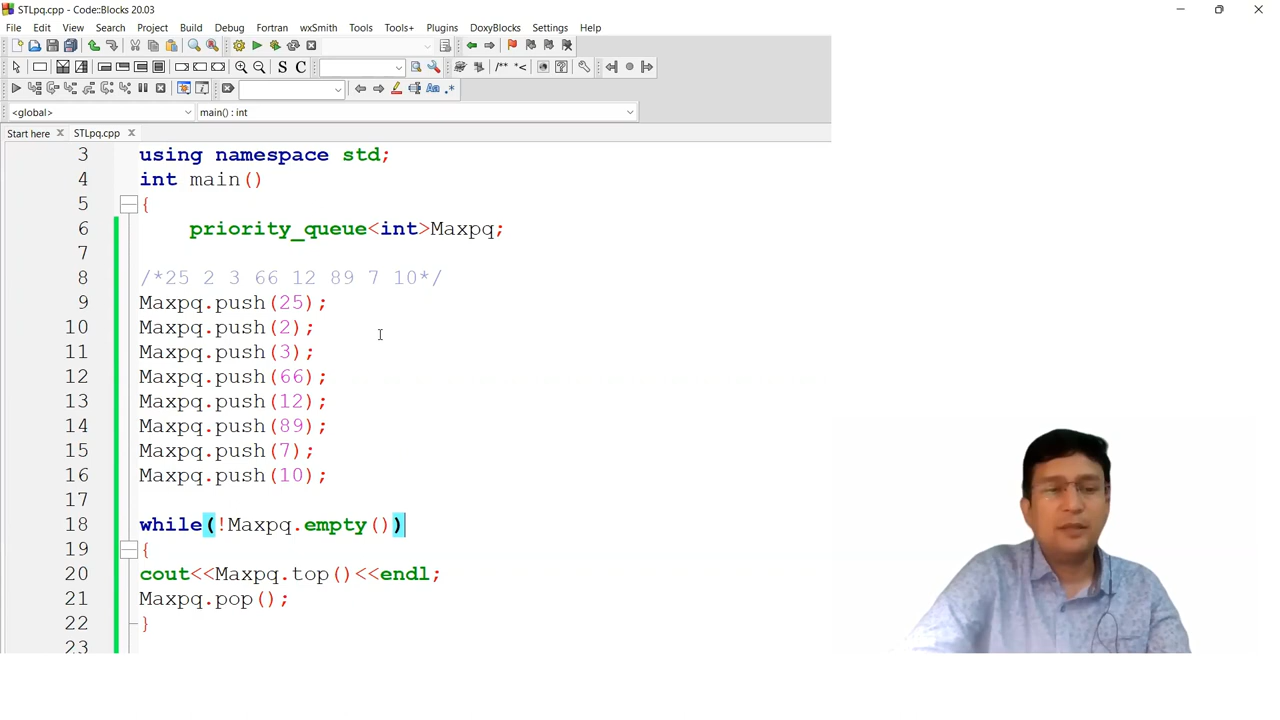 STLpq.cpp - Code::Blocks 20.03
File Edit View Search Project Build Debug Fortran wxSmith Tools Tools+ Plugins DoxyBlocks Settings Help
S C /** *<
Aa .*
<global> main() : int
Start here STLpq.cpp
3 using namespace std;
4 int main()
5 {
6 priority_queue<int>Maxpq;
7
8 /*25 2 3 66 12 89 7 10*/
9 Maxpq.push(25);
10 Maxpq.push(2);
11 Maxpq.push(3);
12 Maxpq.push(66);
13 Maxpq.push(12);
14 Maxpq.push(89);
15 Maxpq.push(7);
16 Maxpq.push(10);
17
18 while(!Maxpq.empty())
19 {
20 cout<<Maxpq.top()<<endl;
21 Maxpq.pop();
22 }
23